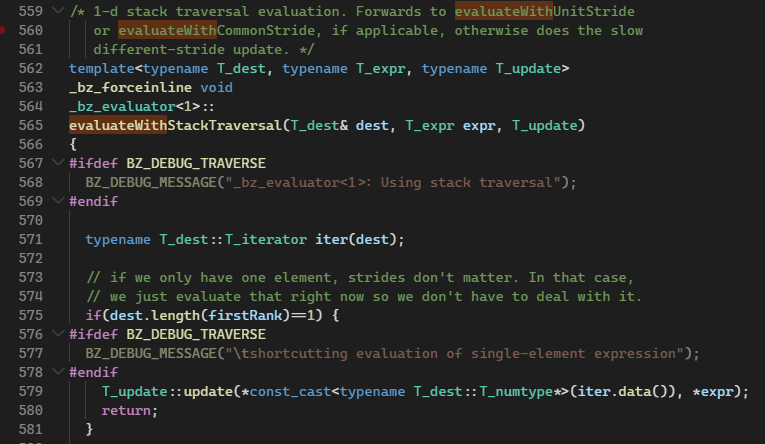 559 /* 1-d stack traversal evaluation. Forwards to evaluateWithUnitStride
560 or evaluateWithCommonStride, if applicable, otherwise does the slow
561 different-stride update. */
562 template<typename T_dest, typename T_expr, typename T_update>
563 _bz_forceinline void
564 _bz_evaluator<1>::
565 evaluateWithStackTraversal(T_dest& dest, T_expr expr, T_update)
566 {
567 #ifdef BZ_DEBUG_TRAVERSE
568 BZ_DEBUG_MESSAGE("_bz_evaluator<1>: Using stack traversal");
569 #endif
570
571 typename T_dest::T_iterator iter(dest);
572
573 // if we only have one element, strides don't matter. In that case,
574 // we just evaluate that right now so we don't have to deal with it.
575 if(dest.length(firstRank)==1) {
576 #ifdef BZ_DEBUG_TRAVERSE
577 BZ_DEBUG_MESSAGE("\tshortcutting evaluation of single-element expression");
578 #endif
579 T_update::update(*const_cast<typename T_dest::T_numtype*>(iter.data()), *expr);
580 return;
581 }